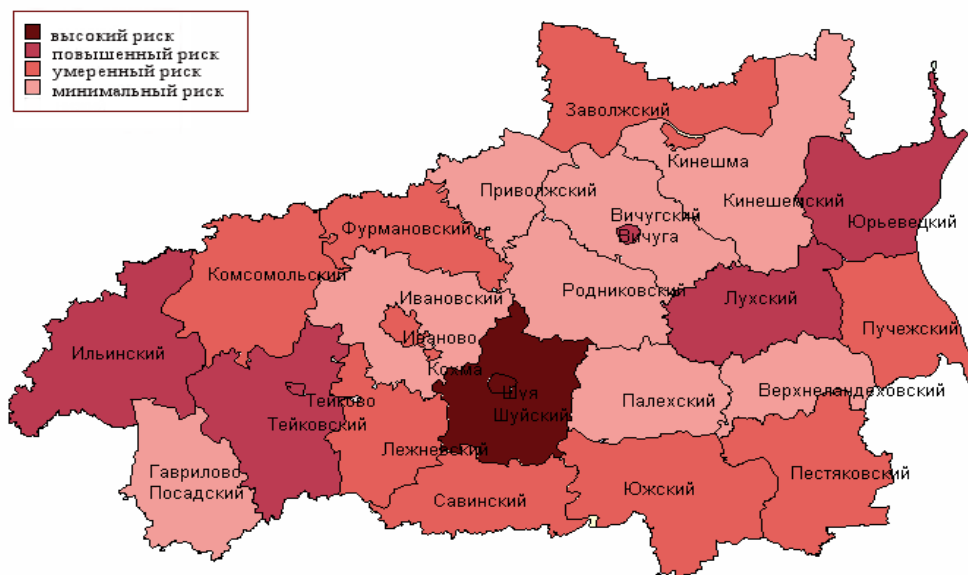 высокий риск
повышенный риск
умеренный риск
минимальный риск
Заволжский
Кинешма
Приволжский
Кинешемский
Вичугский
Вичуга
Юрьевецкий
Фурмановский
Комсомольский
Ивановский
Родниковский
Лухский
Пучежский
Иваново
Ильинский
Кохма
Шуя
Шуйский
Палехский
Верхнеландеховский
Тейково
Тейковский
Лежневский
Гаврилово
Посадский
Савинский
Южский
Пестяковский